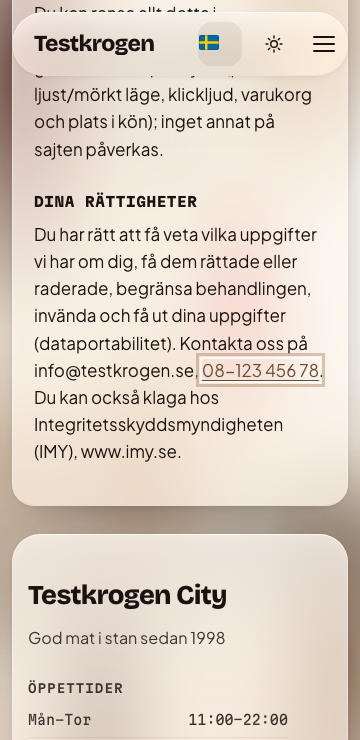 Testkrogen
ljust/mörkt läge, klickljud, varukorg
och plats i kön); inget annat på
sajten påverkas.
DINA RÄTTIGHETER
Du har rätt att få veta vilka uppgifter
vi har om dig, få dem rättade eller
raderade, begränsa behandlingen,
invända och få ut dina uppgifter
(dataportabilitet). Kontakta oss på
info@testkrogen.se, 08-123 456 78.
Du kan också klaga hos
Integritetsskyddsmyndigheten
(IMY), www.imy.se.
Testkrogen City
God mat i stan sedan 1998
ÖPPETTIDER
Mån-Tor 11:00-22:00